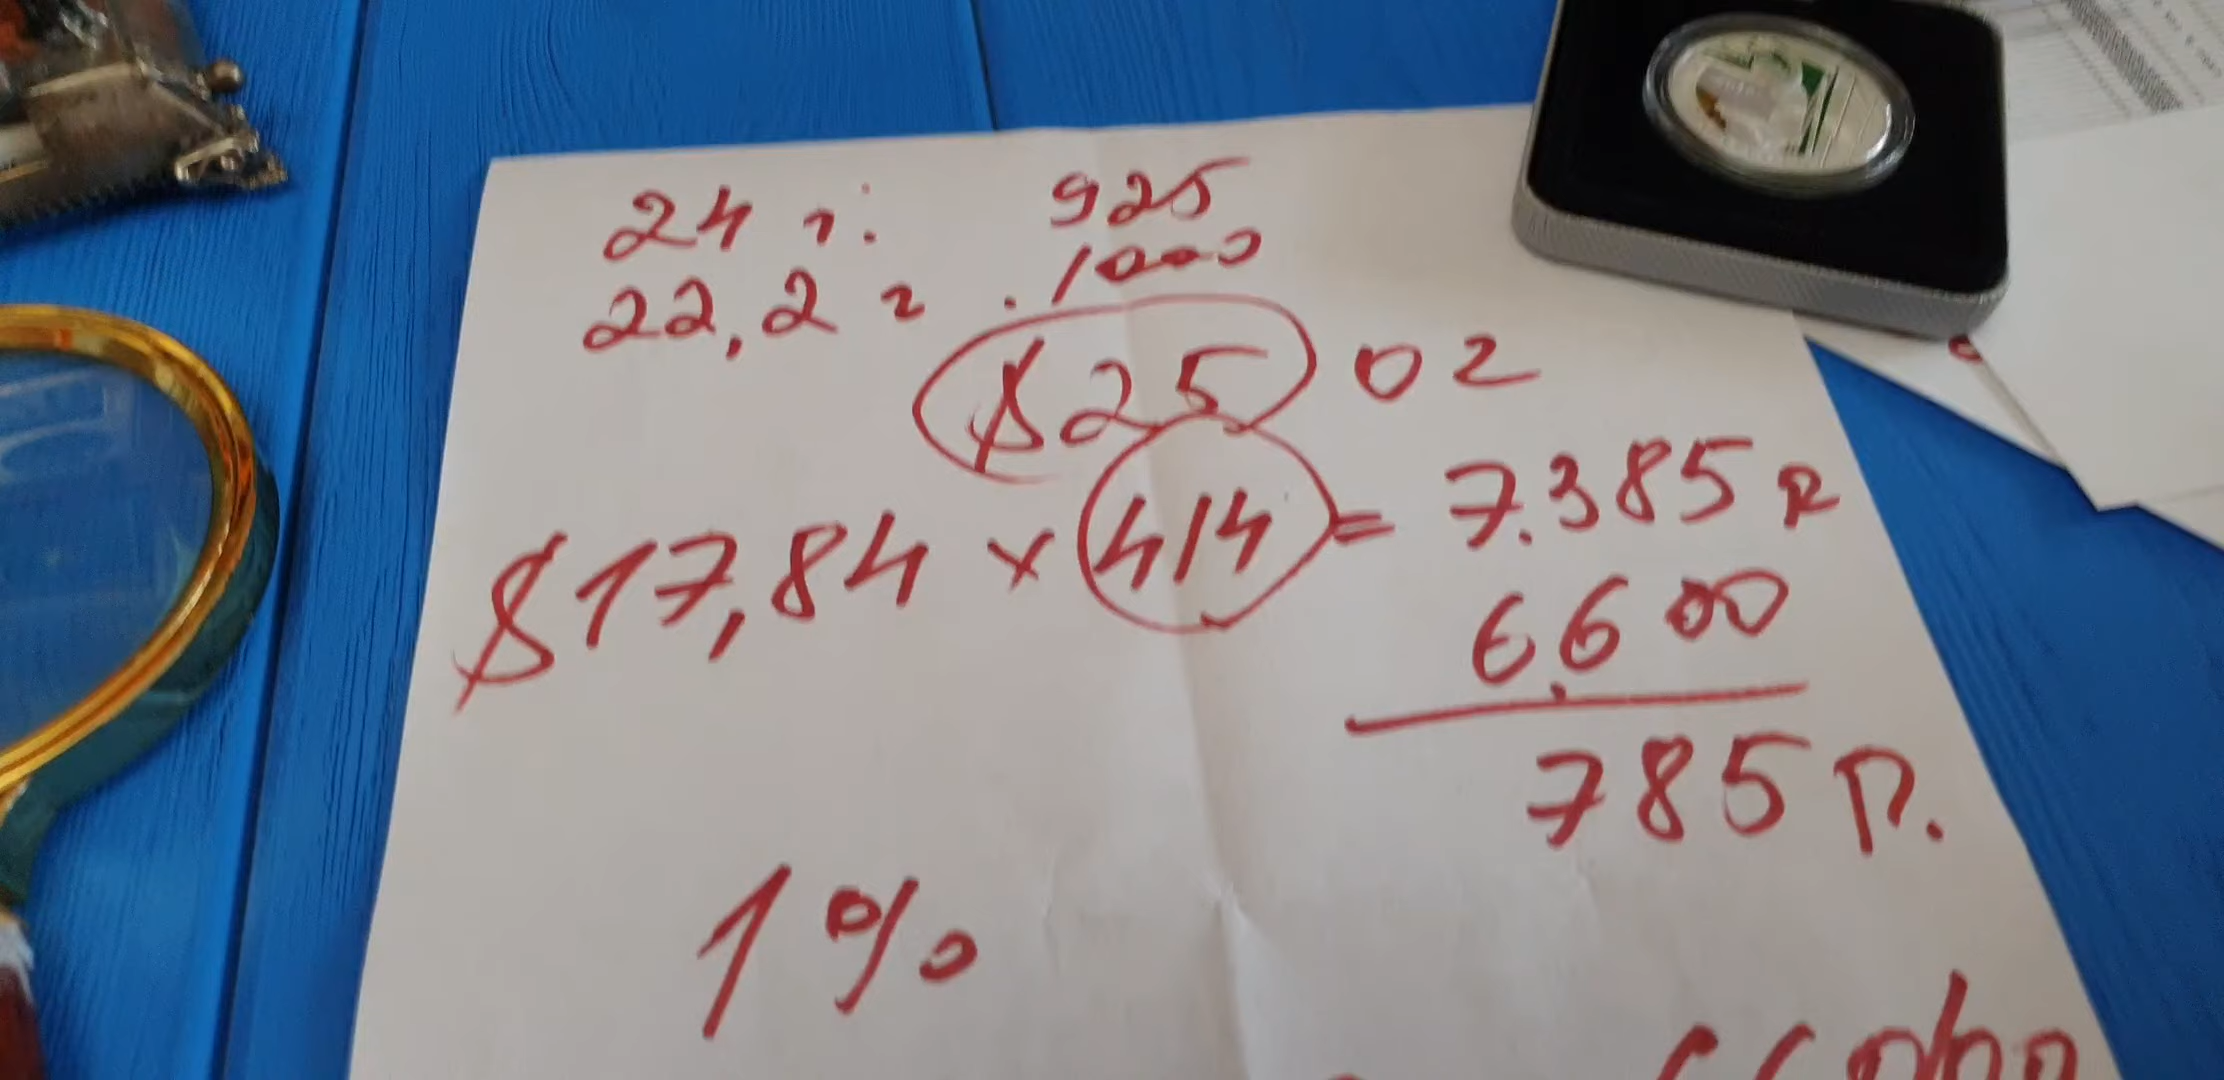 24 г. 925
22,2 г .1000
$25 oz
$17,84 × 414 = 7.385 R
6.600
785 П.
1%